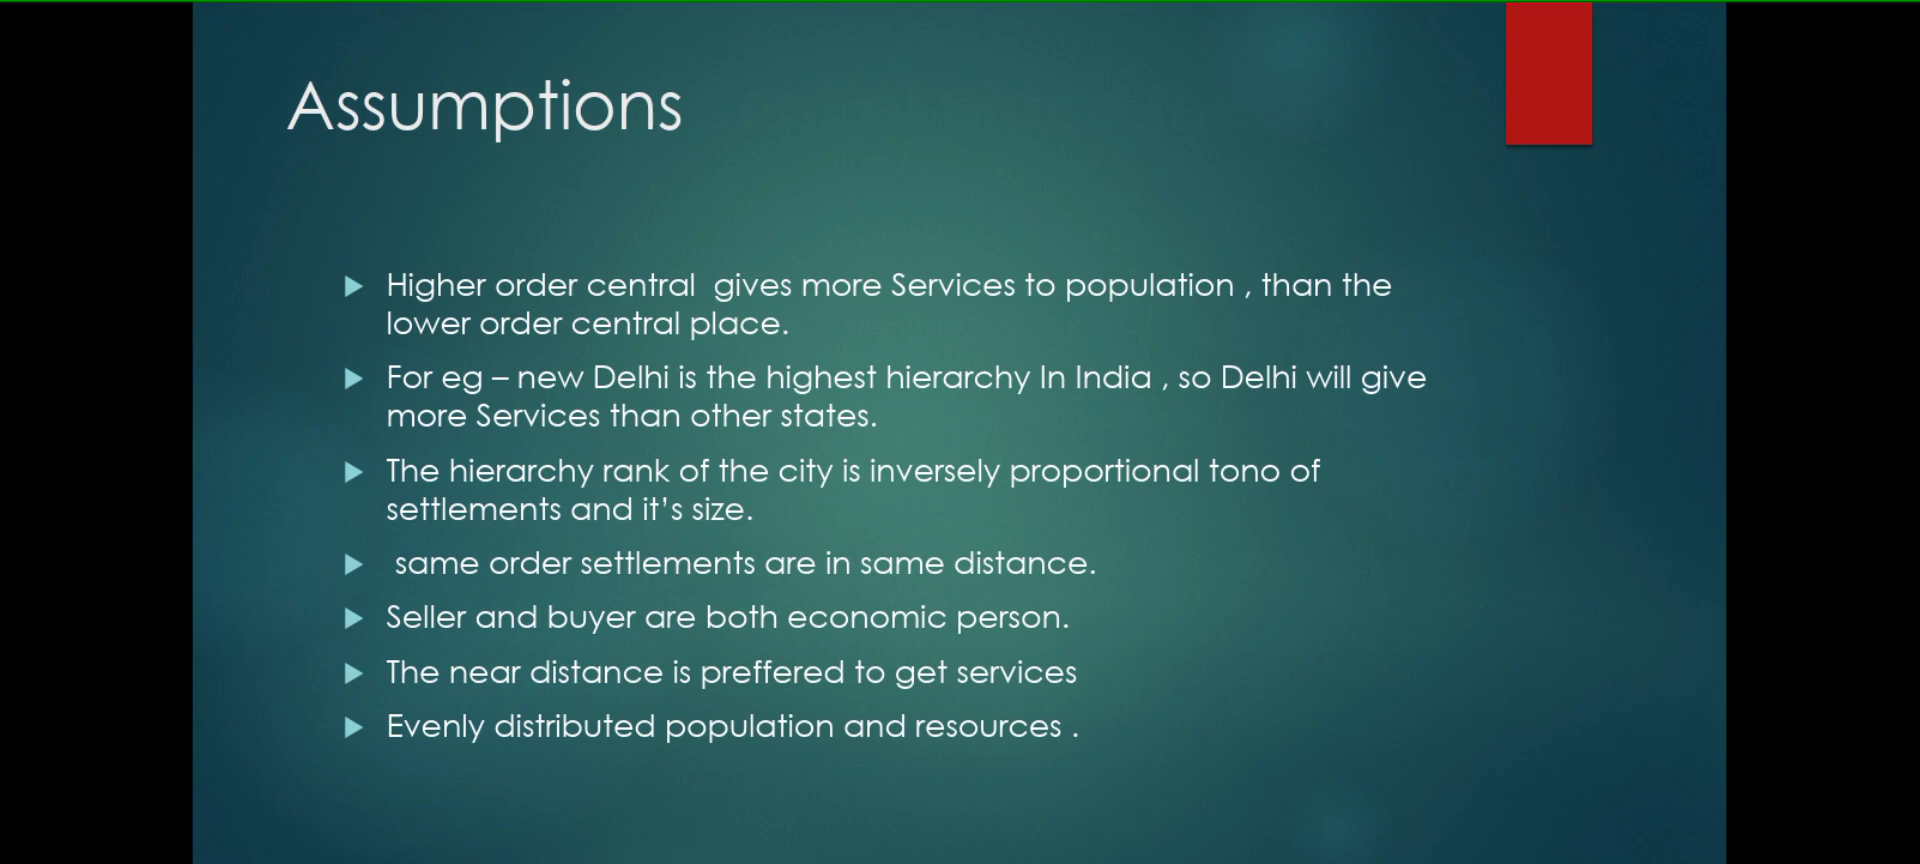 Assumptions
Higher order central gives more Services to population , than the
lower order central place.
For eg – new Delhi is the highest hierarchy In India , so Delhi will give
more Services than other states.
The hierarchy rank of the city is inversely proportional tono of
settlements and it's size.
same order settlements are in same distance.
Seller and buyer are both economic person.
The near distance is preffered to get services
Evenly distributed population and resources .